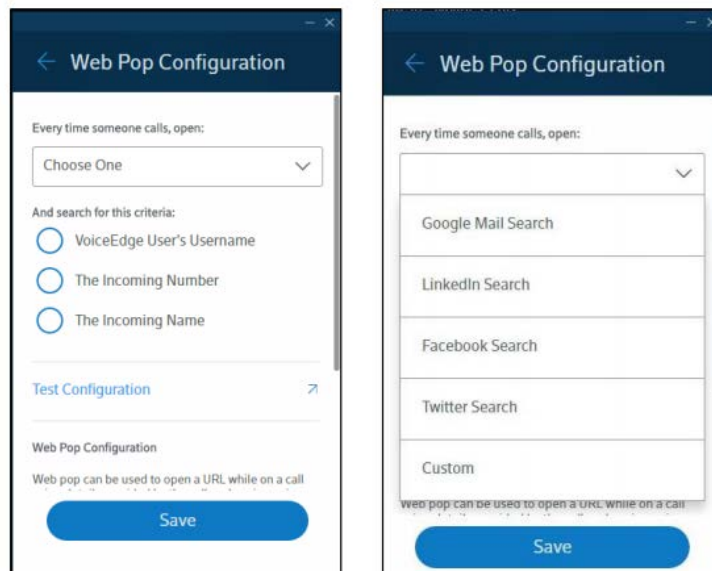 Web Pop Configuration
Every time someone calls, open:
Choose One
And search for this criteria:
VoiceEdge User's Username
The Incoming Number
The Incoming Name
Test Configuration
Web Pop Configuration
Web pop can be used to open a URL while on a call
Save
Web Pop Configuration
Every time someone calls, open:
Google Mail Search
LinkedIn Search
Facebook Search
Twitter Search
Custom
Web pop can be used to open a URL while on a call
Save